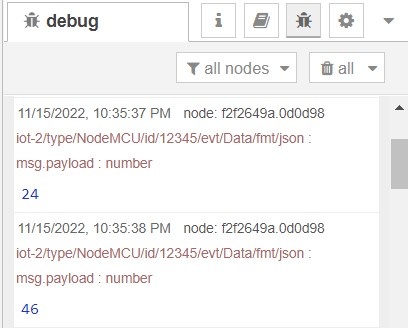 debug
all nodes
all
11/15/2022, 10:35:37 PM node: f2f2649a.0d0d98
iot-2/type/NodeMCU/id/12345/evt/Data/fmt/json :
msg.payload : number
24
11/15/2022, 10:35:38 PM node: f2f2649a.0d0d98
iot-2/type/NodeMCU/id/12345/evt/Data/fmt/json :
msg.payload : number
46